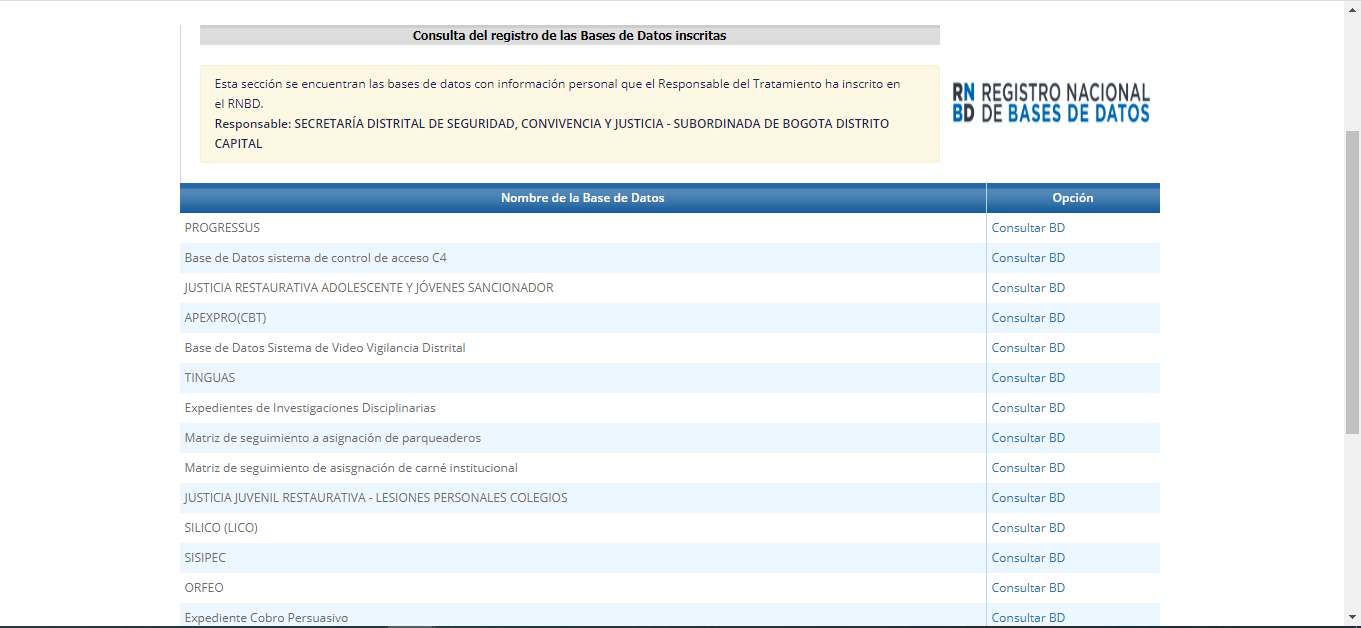 Consulta del registro de las Bases de Datos inscritas
Esta sección se encuentran las bases de datos con información personal que el Responsable del Tratamiento ha inscrito en
el RNBD.
Responsable: SECRETARÍA DISTRITAL DE SEGURIDAD, CONVIVENCIA Y JUSTICIA - SUBORDINADA DE BOGOTA DISTRITO
CAPITAL
RN REGISTRO NACIONAL
BD DE BASES DE DATOS
Nombre de la Base de Datos Opción
PROGRESSUS Consultar BD
Base de Datos sistema de control de acceso C4 Consultar BD
JUSTICIA RESTAURATIVA ADOLESCENTE Y JÓVENES SANCIONADOR Consultar BD
APEXPRO(CBT) Consultar BD
Base de Datos Sistema de Video Vigilancia Distrital Consultar BD
TINGUAS Consultar BD
Expedientes de Investigaciones Disciplinarias Consultar BD
Matriz de seguimiento a asignación de parqueaderos Consultar BD
Matriz de seguimiento de asisgnación de carné institucional Consultar BD
JUSTICIA JUVENIL RESTAURATIVA - LESIONES PERSONALES COLEGIOS Consultar BD
SILICO (LICO) Consultar BD
SISIPEC Consultar BD
ORFEO Consultar BD
Expediente Cobro Persuasivo Consultar BD